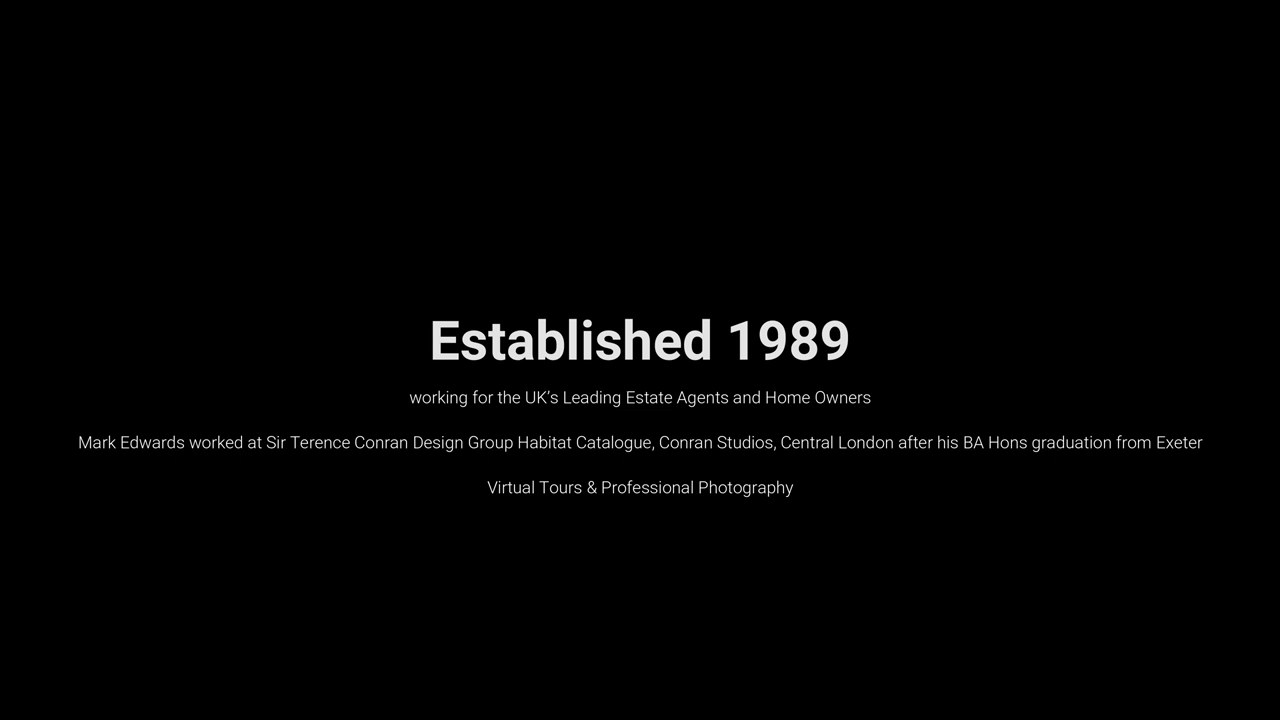 Established 1989
working for the UK’s Leading Estate Agents and Home Owners
Mark Edwards worked at Sir Terence Conran Design Group Habitat Catalogue, Conran Studios, Central London after his BA Hons graduation from Exeter
Virtual Tours & Professional Photography